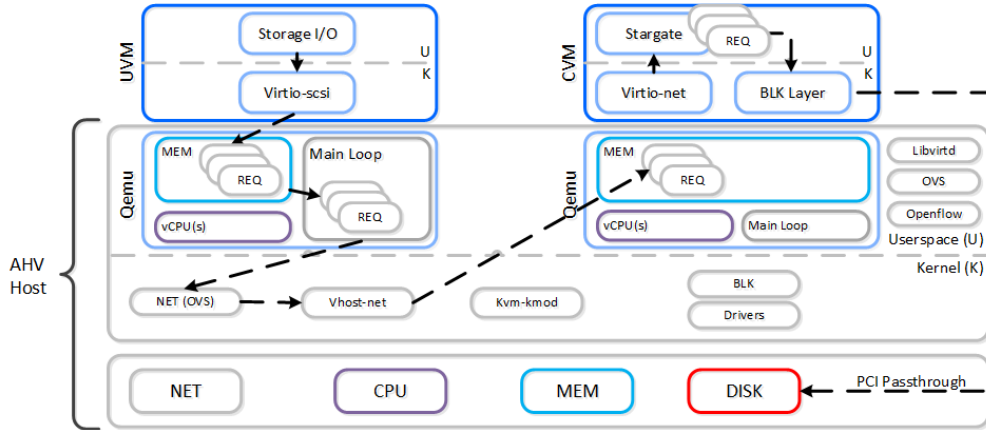 UVM
Storage I/O
U
K
Virtio-scsi
CVM
Stargate
REQ
U
K
Virtio-net
BLK Layer
AHV
Host
Qemu
MEM
REQ
vCPU(s)
Main Loop
REQ
Qemu
MEM
REQ
vCPU(s)
Main Loop
Libvirtd
OVS
Openflow
Userspace (U)
Kernel (K)
NET (OVS)
Vhost-net
Kvm-kmod
BLK
Drivers
NET
CPU
MEM
DISK
PCI Passthrough